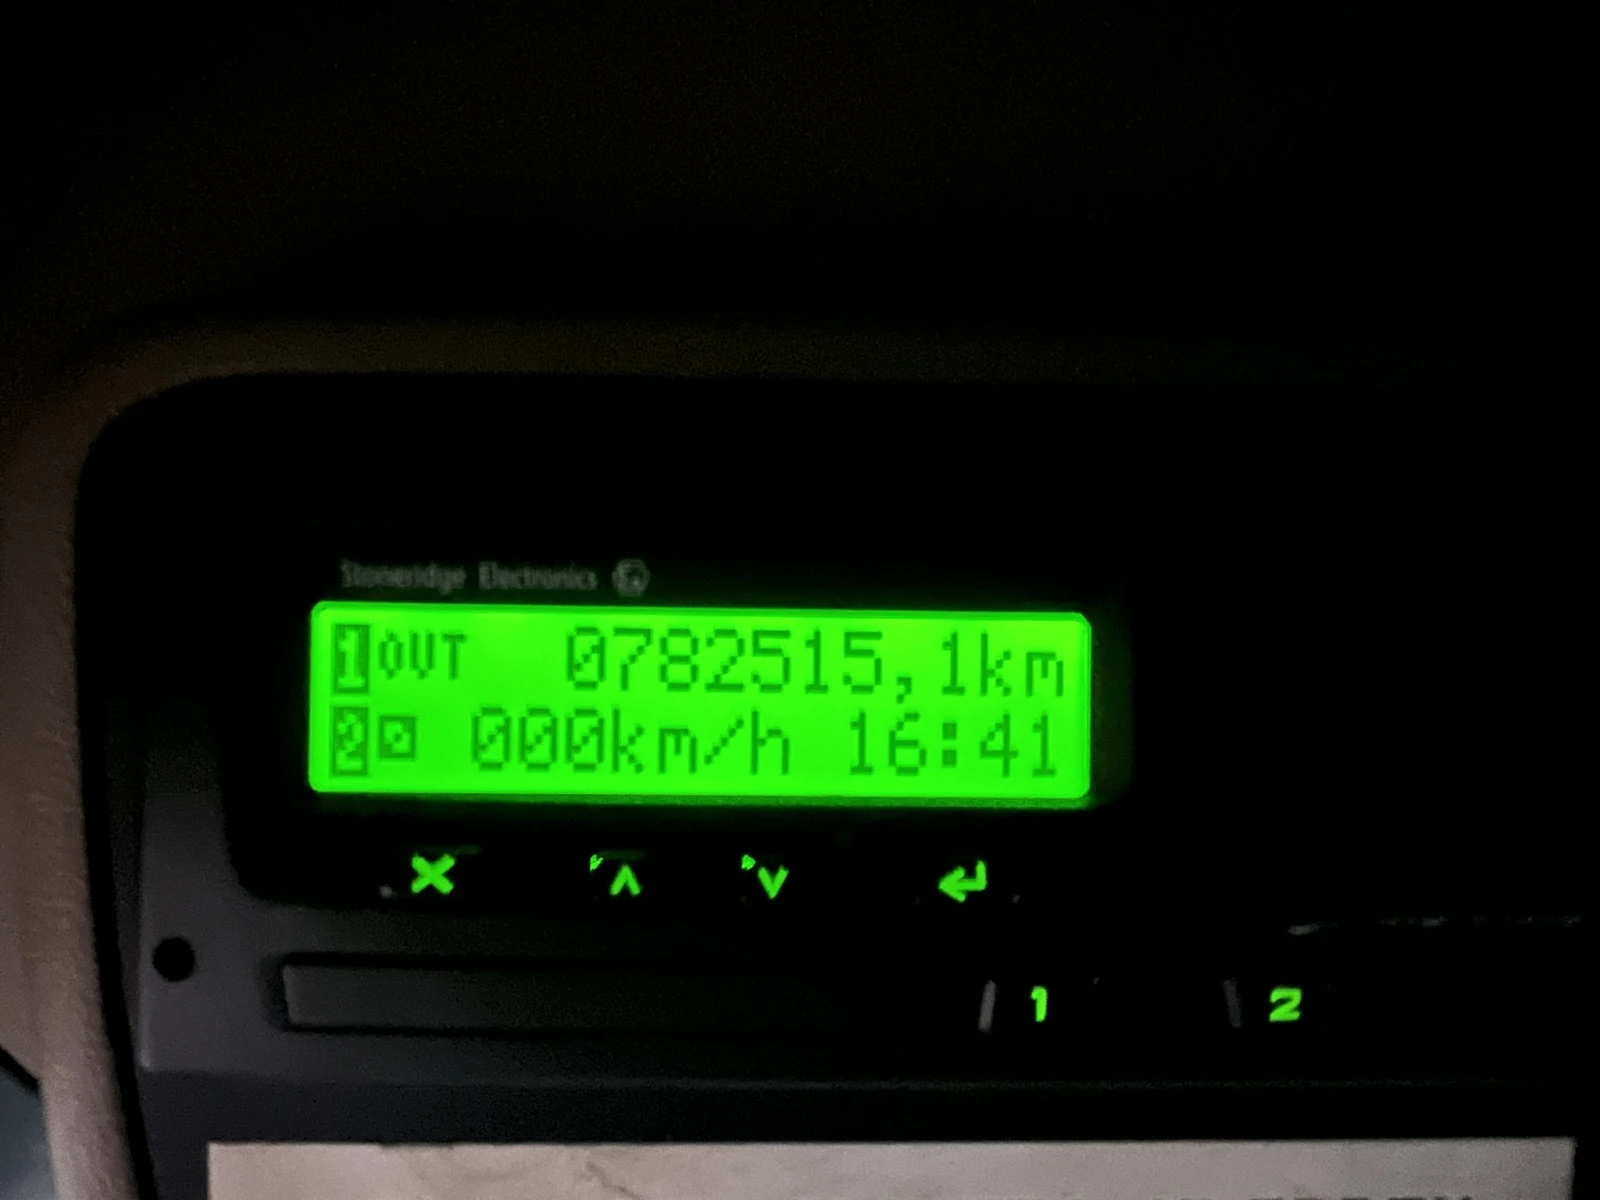 Stoneridge Electronics
1 OUT 0782515,1km
2 000km/h 16:41
1 2